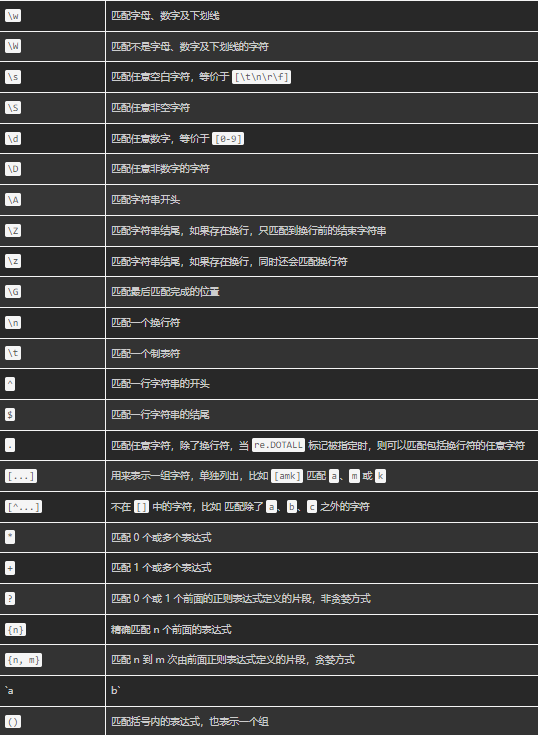 \w 匹配字母、数字及下划线
\W 匹配不是字母、数字及下划线的字符
\s 匹配任意空白字符，等价于 [\t\n\r\f]
\S 匹配任意非空字符
\d 匹配任意数字，等价于 [0-9]
\D 匹配任意非数字的字符
\A 匹配字符串开头
\Z 匹配字符串结尾，如果存在换行，只匹配到换行前的结束字符串
\z 匹配字符串结尾，如果存在换行，同时还会匹配换行符
\G 匹配最后匹配完成的位置
\n 匹配一个换行符
\t 匹配一个制表符
^ 匹配一行字符串的开头
$ 匹配一行字符串的结尾
. 匹配任意字符，除了换行符，当 re.DOTALL 标记被指定时，则可以匹配包括换行符的任意字符
[...] 用来表示一组字符，单独列出，比如 [amk] 匹配 a、m 或 k
[^...] 不在 [] 中的字符，比如 匹配除了 a、b、c 之外的字符
* 匹配 0 个或多个表达式
+ 匹配 1 个或多个表达式
? 匹配 0 个或 1 个前面的正则表达式定义的片段，非贪婪方式
{n} 精确匹配 n 个前面的表达式
{n, m} 匹配 n 到 m 次由前面正则表达式定义的片段，贪婪方式
`a b`
() 匹配括号内的表达式，也表示一个组